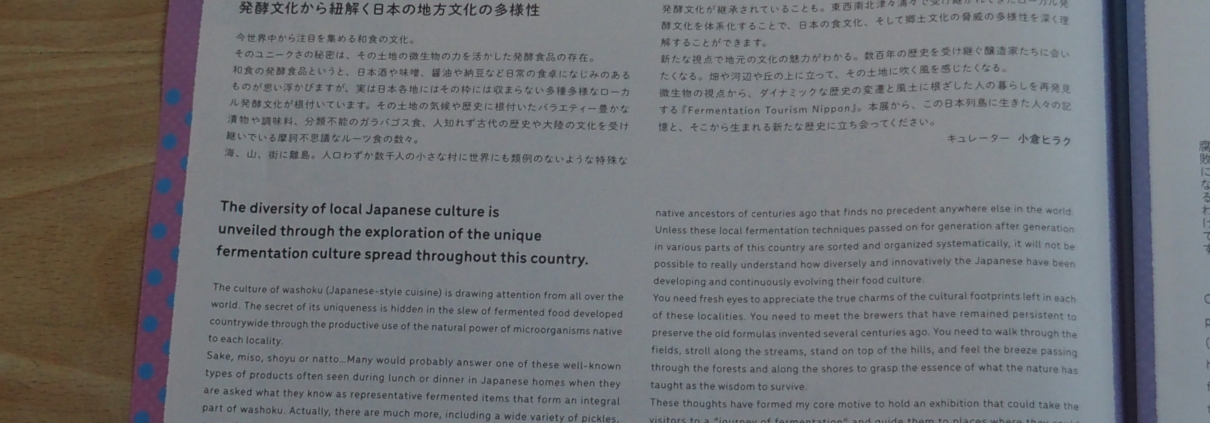 発酵文化から紐解く日本の地方文化の多様性
今世界中から注目を集める和食の文化。
そのユニークさの秘密は、その土地の微生物の力を活かした発酵食品の存在。
和食の発酵食品というと、日本酒や味噌、醤油や納豆など日常の食卓になじみのある
ものが思い浮かびますが、実は日本各地にはその枠には収まらない多種多様なローカ
ル発酵文化が根付いています。その土地の気候や歴史に根付いたバラエティー豊かな
漬物や調味料、分類不能のガラパゴス食、人知れず古代の歴史や大陸の文化を受け
継いでいる摩訶不思議なルーツ食の数々。
海、山、街に離島。人口わずか数千人の小さな村に世界にも類例のないような特殊な
発酵文化が継承されていることも。東西南北津々浦々で受け継がれてきたローカル発
酵文化を体系化することで、日本の食文化、そして郷土文化の脅威の多様性を深く理
解することができます。
新たな視点で地元の文化の魅力がわかる。数百年の歴史を受け継ぐ醸造家たちに会い
たくなる。畑や河辺や丘の上に立って、その土地に吹く風を感じたくなる。
微生物の視点から、ダイナミックな歴史の変遷と風土に根ざした人の暮らしを再発見
する『Fermentation Tourism Nippon』。本展から、この日本列島に生きた人々の記
憶と、そこから生まれる新たな歴史に立ち会ってください。
キュレーター 小倉ヒラク
The diversity of local Japanese culture is
unveiled through the exploration of the unique
fermentation culture spread throughout this country.
The culture of washoku (Japanese-style cuisine) is drawing attention from all over the
world. The secret of its uniqueness is hidden in the slew of fermented food developed
countrywide through the productive use of the natural power of microorganisms native
to each locality.
Sake, miso, shoyu or natto…Many would probably answer one of these well-known
types of products often seen during lunch or dinner in Japanese homes when they
are asked what they know as representative fermented items that form an integral
part of washoku. Actually, there are much more, including a wide variety of pickles,
native ancestors of centuries ago that finds no precedent anywhere else in the world.
Unless these local fermentation techniques passed on for generation after generation
in various parts of this country are sorted and organized systematically, it will not be
possible to really understand how diversely and innovatively the Japanese have been
developing and continuously evolving their food culture.
You need fresh eyes to appreciate the true charms of the cultural footprints left in each
of these localities. You need to meet the brewers that have remained persistent to
preserve the old formulas invented several centuries ago. You need to walk through the
fields, stroll along the streams, stand on top of the hills, and feel the breeze passing
through the forests and along the shores to grasp the essence of what the nature has
taught as the wisdom to survive.
These thoughts have formed my core motive to hold an exhibition that could take the
visitors to a "journey of fermentation" and guide them to places where they could